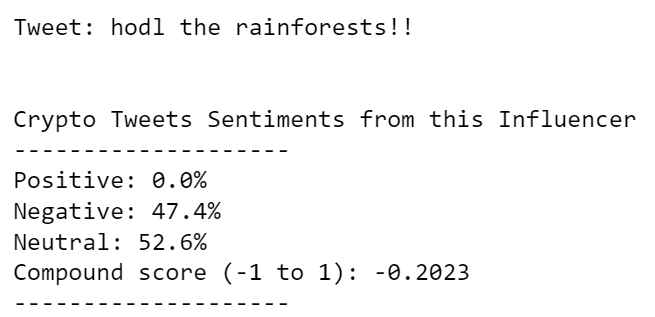 Tweet: hodl the rainforests!!
Crypto Tweets Sentiments from this Influencer
--------------------
Positive: 0.0%
Negative: 47.4%
Neutral: 52.6%
Compound score (-1 to 1): -0.2023
--------------------